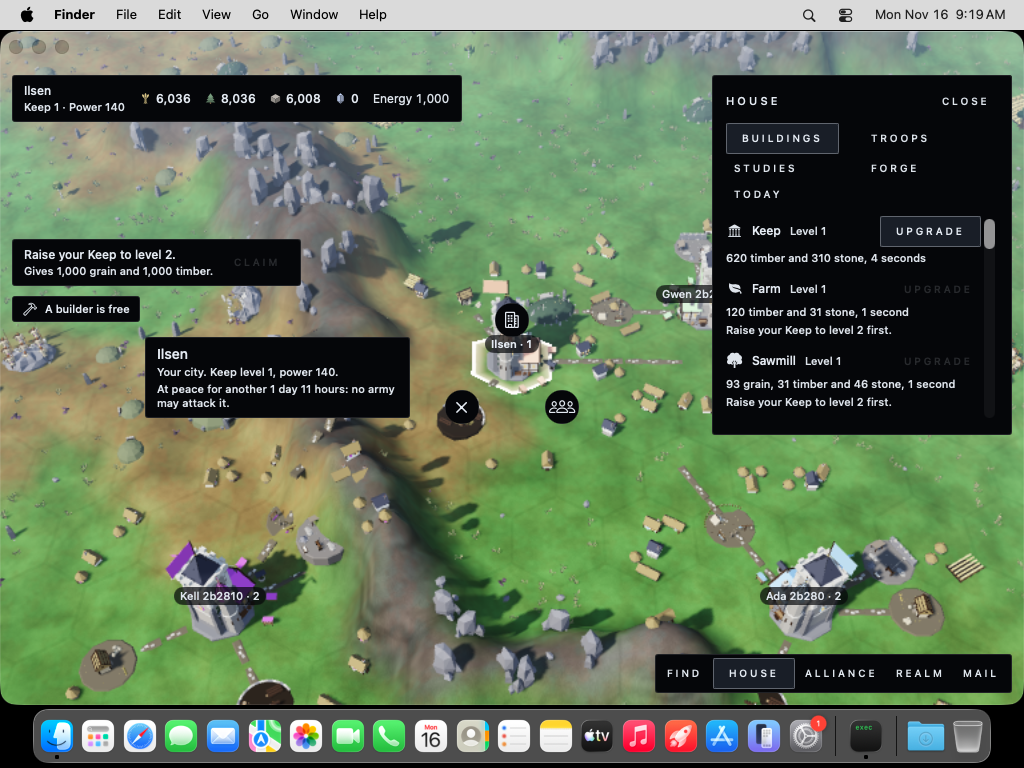 Finder File Edit View Go Window Help Mon Nov 16 9:19 AM
Ilsen
Keep 1 · Power 140
6,036 8,036 6,008 0 Energy 1,000
HOUSE CLOSE
BUILDINGS TROOPS
STUDIES FORGE
TODAY
Keep Level 1 UPGRADE
620 timber and 310 stone, 4 seconds
Farm Level 1 UPGRADE
120 timber and 31 stone, 1 second
Raise your Keep to level 2 first.
Sawmill Level 1 UPGRADE
93 grain, 31 timber and 46 stone, 1 second
Raise your Keep to level 2 first.
Raise your Keep to level 2.
Gives 1,000 grain and 1,000 timber.
CLAIM
A builder is free
Gwen 2b2
Ilsen · 1
Ilsen
Your city. Keep level 1, power 140.
At peace for another 1 day 11 hours: no army
may attack it.
Kell 2b2810 · 2
Ada 2b280 · 2
FIND HOUSE ALLIANCE REALM MAIL
Mon
16
tv
1
exec